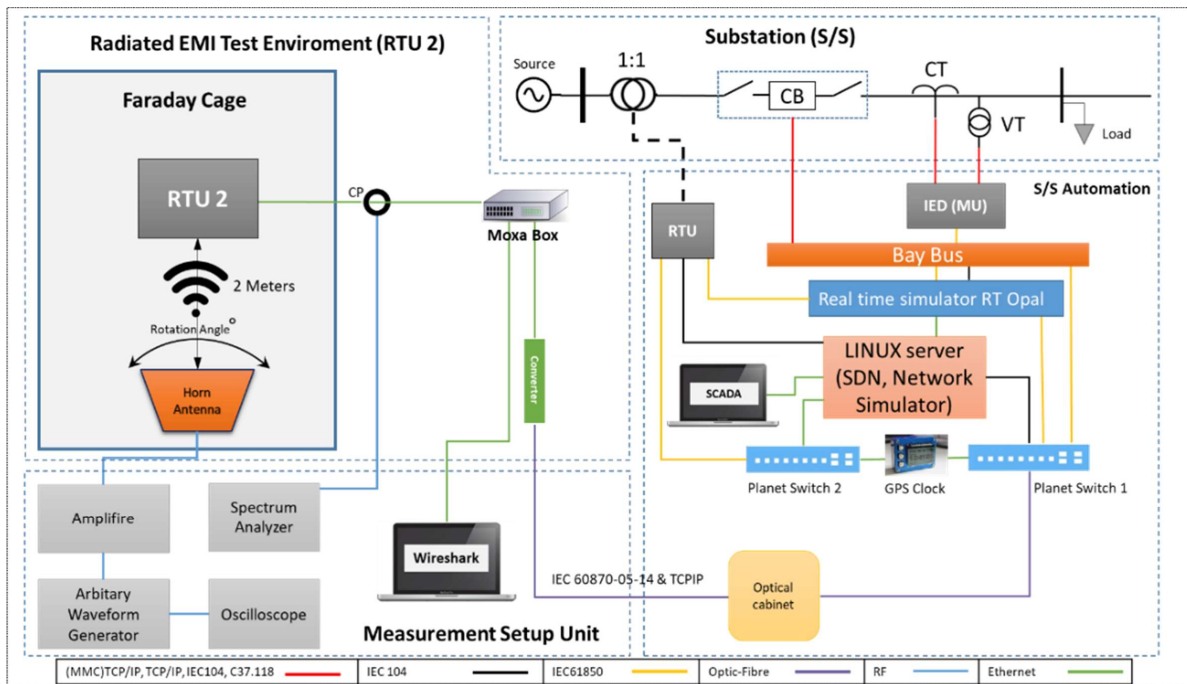 Radiated EMI Test Enviroment (RTU 2)
Faraday Cage
RTU 2
CP
Moxa Box
2 Meters
Rotation Angle°
Horn
Antenna
Converter
Substation (S/S)
Source
1:1
CB
CT
VT
Load
S/S Automation
RTU
IED (MU)
Bay Bus
Real time simulator RT Opal
LINUX server
(SDN, Network
Simulator)
SCADA
Planet Switch 2
GPS Clock
Planet Switch 1
Amplifire
Spectrum
Analyzer
Arbitary
Waveform
Generator
Oscilloscope
Wireshark
IEC 60870-05-14 & TCPIP
Optical
cabinet
Measurement Setup Unit
(MMC)TCP/IP, TCP/IP, IEC104, C37.118
IEC 104
IEC61850
Optic-Fibre
RF
Ethernet